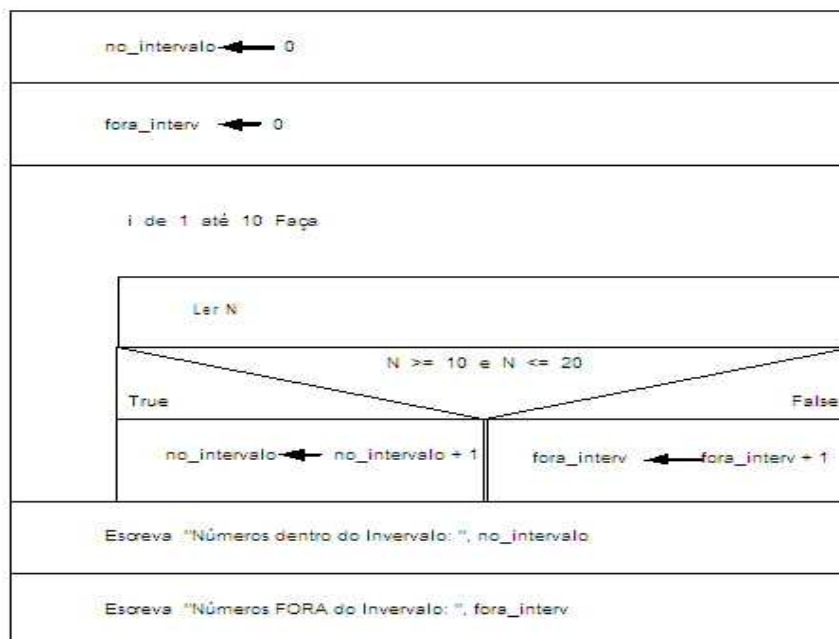 no_intervalo 0
fora_interv 0
i de 1 até 10 Faça
Ler N
N >= 10 e N <= 20
True False
no_intervalo no_intervalo + 1 fora_interv fora_interv + 1
Escreva "Números dentro do Invervalo: ", no_intervalo
Escreva "Números FORA do Invervalo: ", fora_interv